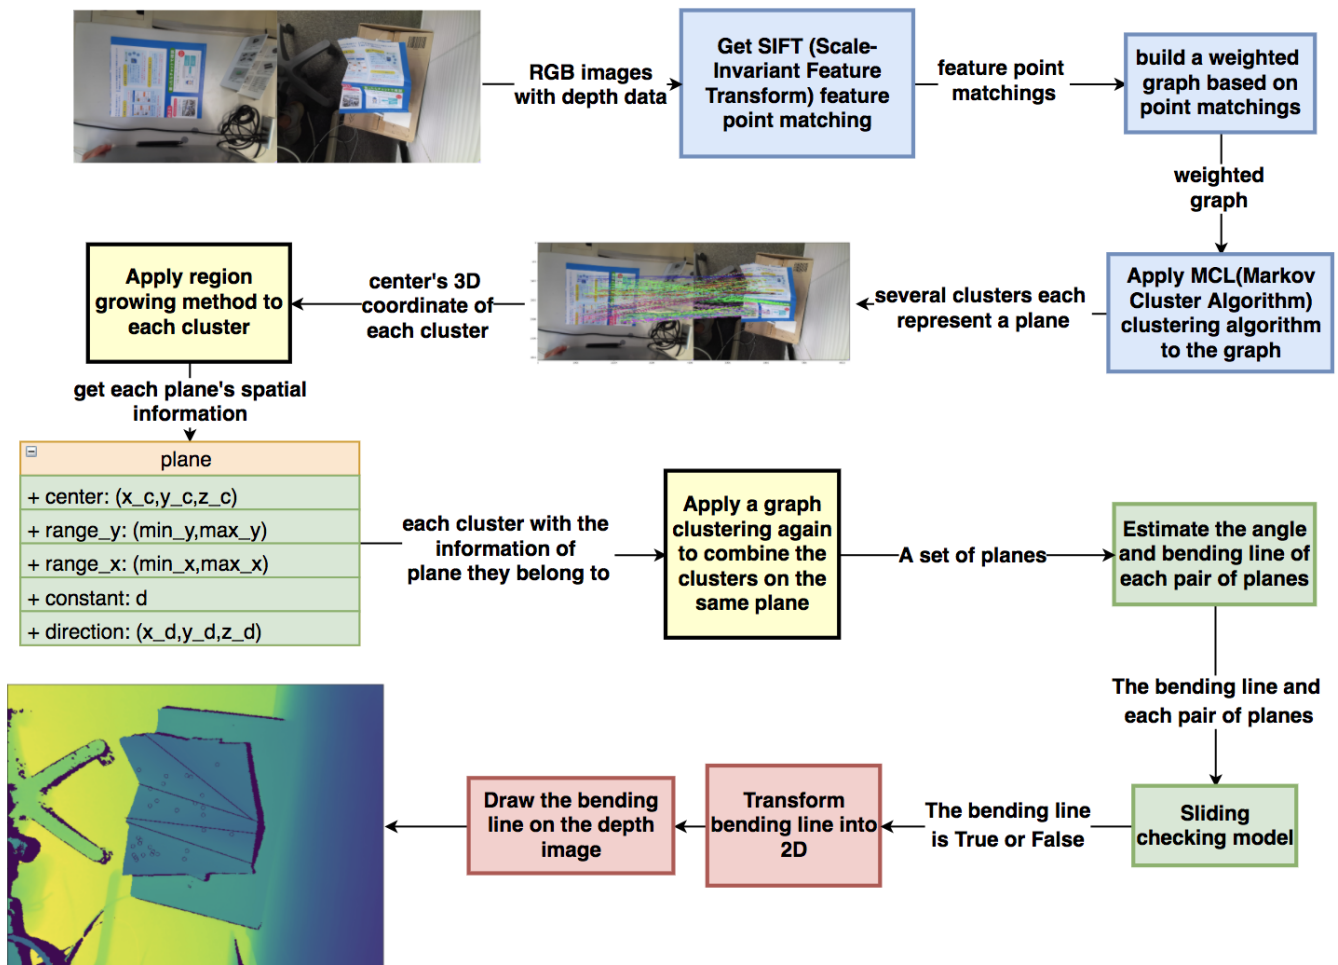 RGB images
with depth data
Get SIFT (Scale-
Invariant Feature
Transform) feature
point matching
feature point
matchings
build a weighted
graph based on
point matchings
weighted
graph
Apply MCL(Markov
Cluster Algorithm)
clustering algorithm
to the graph
several clusters each
represent a plane
center's 3D
coordinate of
each cluster
Apply region
growing method to
each cluster
get each plane's spatial
information
plane
+ center: (x_c,y_c,z_c)
+ range_y: (min_y,max_y)
+ range_x: (min_x,max_x)
+ constant: d
+ direction: (x_d,y_d,z_d)
each cluster with the
information of
plane they belong to
Apply a graph
clustering again
to combine the
clusters on the
same plane
A set of planes
Estimate the angle
and bending line of
each pair of planes
The bending line and
each pair of planes
Sliding
checking model
The bending line
is True or False
Transform
bending line into
2D
Draw the bending
line on the depth
image